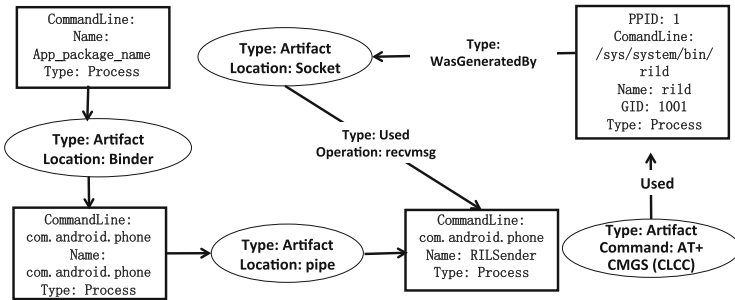 CommandLine:
Name:
App_package_name
Type: Process
Type: Artifact
Location: Binder
CommandLine:
com.android.phone
Name:
com.android.phone
Type: Process
Type: Artifact
Location: pipe
Type: Artifact
Location: Socket
Type:
WasGeneratedBy
Type: Used
Operation: recvmsg
CommandLine:
com.android.phone
Name: RILSender
Type: Process
PPID: 1
ComandLine:
/sys/system/bin/
rild
Name: rild
GID: 1001
Type: Process
Used
Type: Artifact
Command: AT+
CMGS (CLCC)